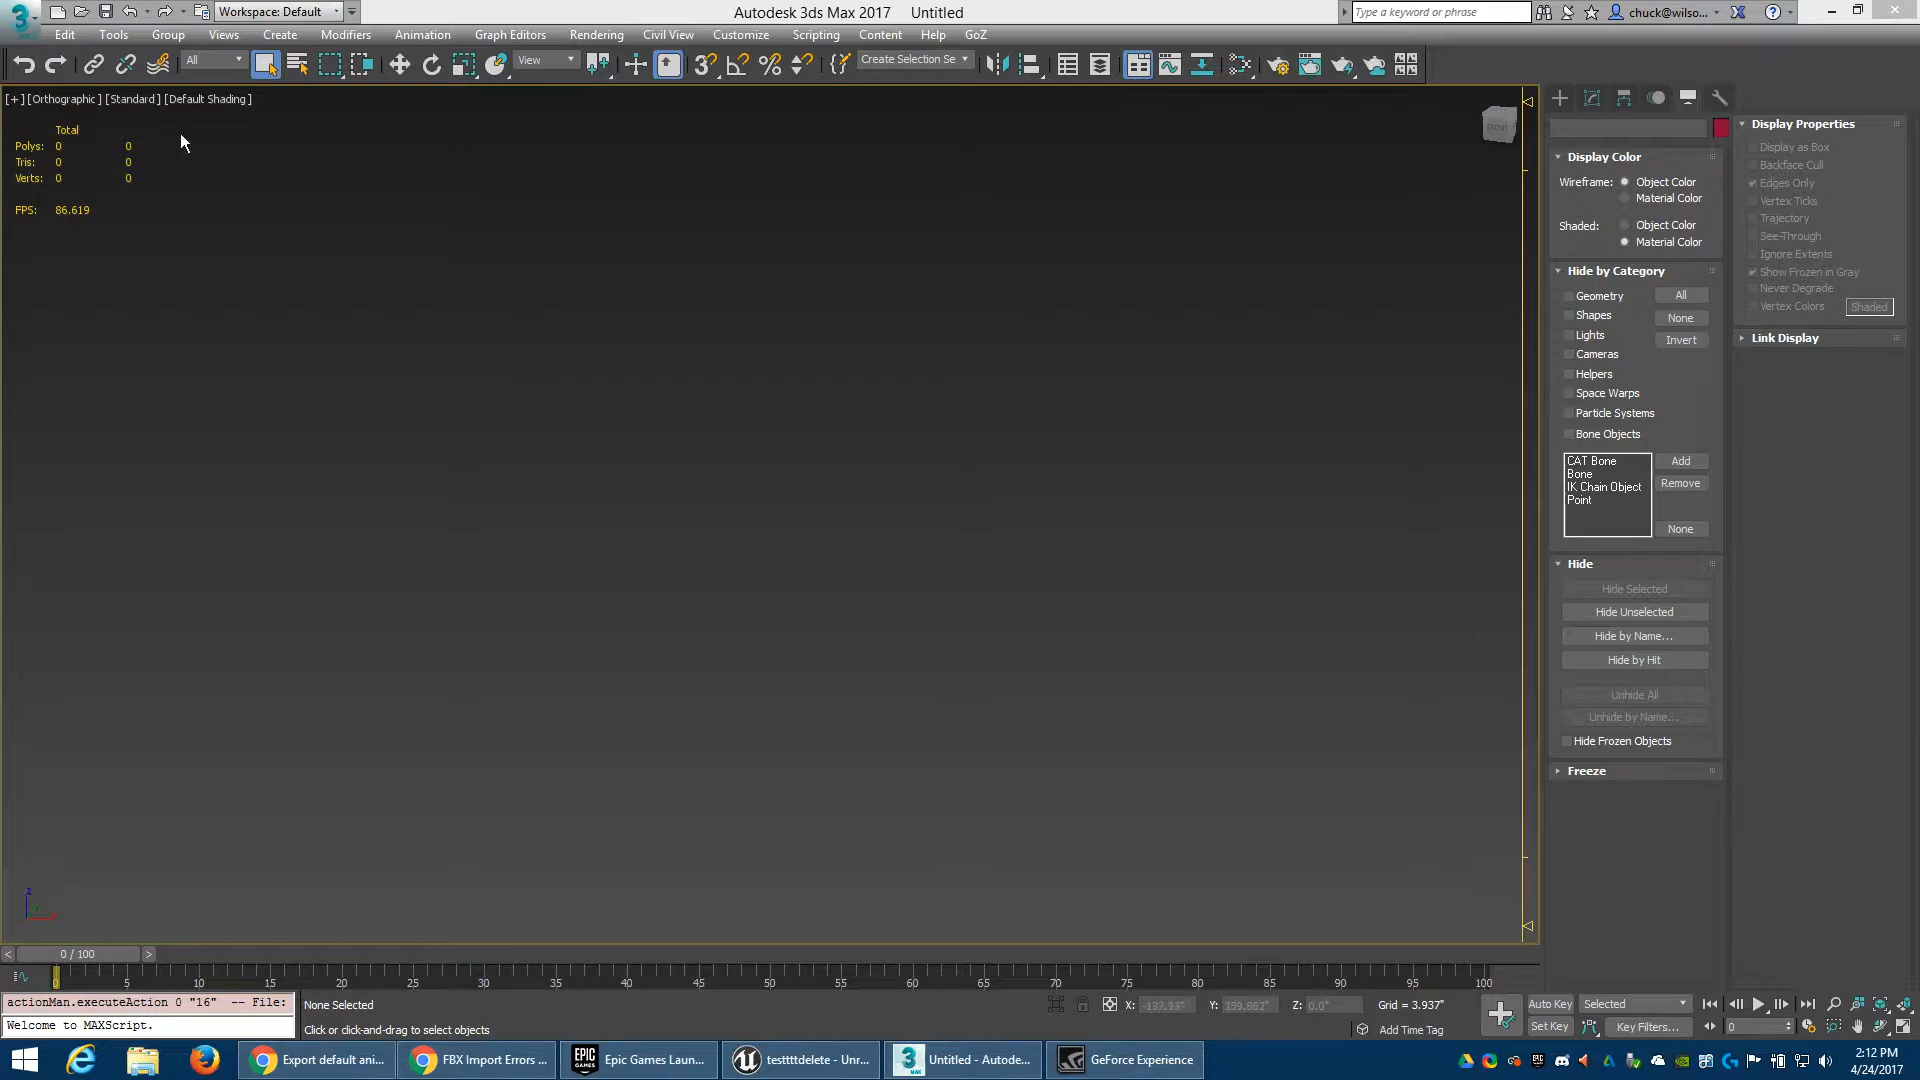 Workspace: Default
Autodesk 3ds Max 2017 Untitled
Type a keyword or phrase
chuck@wilso...
Edit Tools Group Views Create Modifiers Animation Graph Editors Rendering Civil View Customize Scripting Content Help GoZ
All
View
Create Selection Se
[+] [Orthographic] [Standard] [Default Shading]
Total
Polys: 0 0
Tris: 0 0
Verts: 0 0
FPS: 86.619
FRONT
Display Color
Wireframe: Object Color
Material Color
Shaded: Object Color
Material Color
Hide by Category
Geometry All
Shapes None
Lights Invert
Cameras
Helpers
Space Warps
Particle Systems
Bone Objects
CAT Bone Add
Bone
IK Chain Object Remove
Point
None
Hide
Hide Selected
Hide Unselected
Hide by Name...
Hide by Hit
Unhide All
Unhide by Name...
Hide Frozen Objects
Freeze
Display Properties
Display as Box
Backface Cull
Edges Only
Vertex Ticks
Trajectory
See-Through
Ignore Extents
Show Frozen in Gray
Never Degrade
Vertex Colors Shaded
Link Display
z
< 0 / 100 >
0 5 10 15 20 25 30 35 40 45 50 55 60 65 70 75 80 85 90 95 100
actionMan.executeAction 0 "16" -- File:
Welcome to MAXScript.
None Selected
Click or click-and-drag to select objects
X: Y: Z: 0.0" Grid = 3.937"
Add Time Tag
Auto Key Selected
Set Key Key Filters...
0
Export default ani...
FBX Import Errors ...
Epic Games Laun...
testtttdelete - Unr...
Untitled - Autode...
GeForce Experience
2:12 PM
4/24/2017